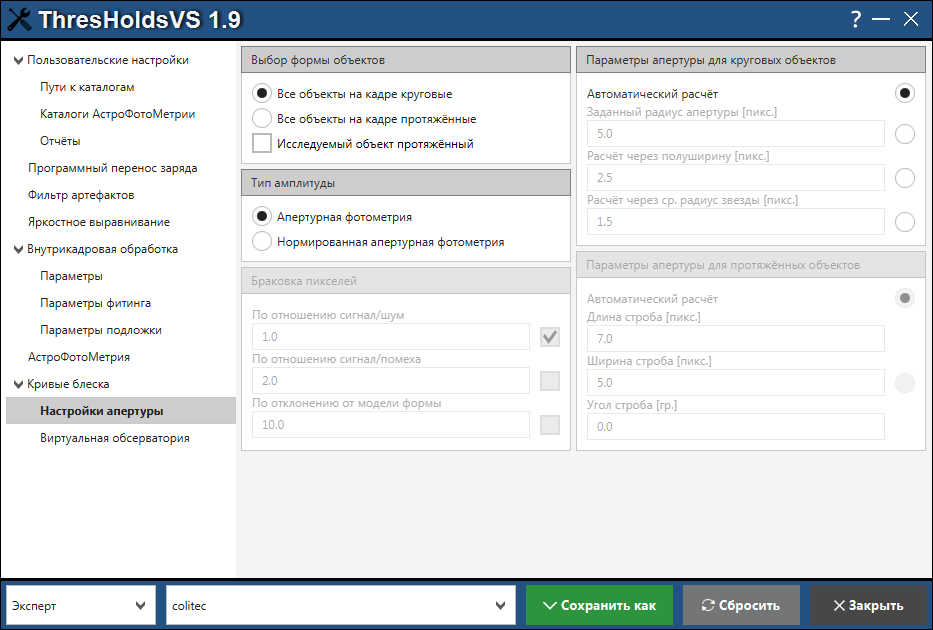 ThresHoldsVS 1.9
?
Пользовательские настройки
Пути к каталогам
Каталоги АстроФотоМетрии
Отчёты
Программный перенос заряда
Фильтр артефактов
Яркостное выравнивание
Внутрикадровая обработка
Параметры
Параметры фитинга
Параметры подложки
АстроФотоМетрия
Кривые блеска
Настройки апертуры
Виртуальная обсерватория
Выбор формы объектов
Все объекты на кадре круговые
Все объекты на кадре протяжённые
Исследуемый объект протяжённый
Тип амплитуды
Апертурная фотометрия
Нормированная апертурная фотометрия
Браковка пикселей
По отношению сигнал/шум
1.0
По отношению сигнал/помеха
2.0
По отклонению от модели формы
10.0
Параметры апертуры для круговых объектов
Автоматический расчёт
Заданный радиус апертуры [пикс.]
5.0
Расчёт через полуширину [пикс.]
2.5
Расчёт через ср. радиус звезды [пикс.]
1.5
Параметры апертуры для протяжённых объектов
Автоматический расчёт
Длина строба [пикс.]
7.0
Ширина строба [пикс.]
5.0
Угол строба [гр.]
0.0
Эксперт
colitec
Сохранить как
Сбросить
Закрыть